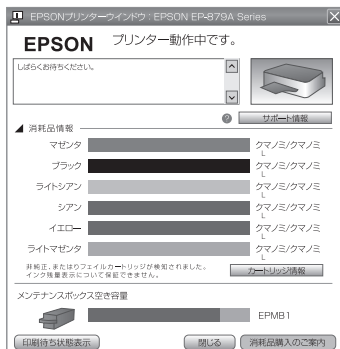 EPSONプリンターウインドウ : EPSON EP-879A Series
EPSON
プリンター動作中です。
しばらくお待ちください。
サポート情報
消耗品情報
マゼンタ
クマノミ/クマノミ
L
ブラック
クマノミ/クマノミ
L
ライトシアン
クマノミ/クマノミ
L
シアン
クマノミ/クマノミ
L
イエロー
クマノミ/クマノミ
L
ライトマゼンタ
クマノミ/クマノミ
L
非純正、またはリフィルカートリッジが検知されました。
インク残量表示について保証できません。
カートリッジ情報
メンテナンスボックス空き容量
EPMB1
印刷待ち状態表示
閉じる
消耗品購入のご案内